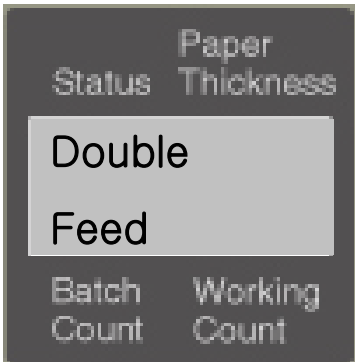 Paper
Status Thickness
Double
Feed
Batch Working
Count Count